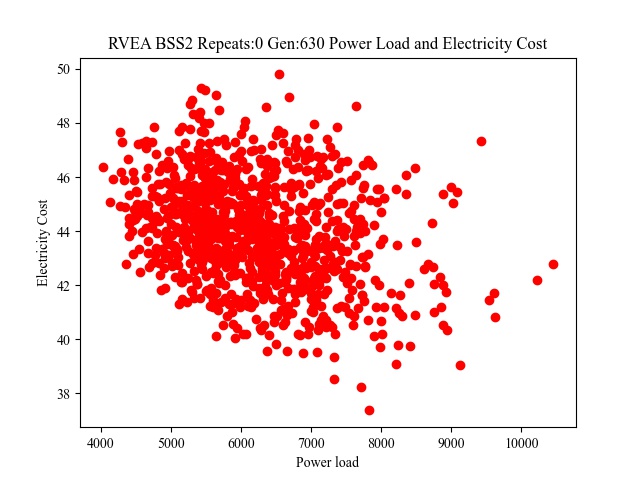 RVEA BSS2 Repeats:0 Gen:630 Power Load and Electricity Cost
50
48
46
44
42
40
38
Electricity Cost
4000 5000 6000 7000 8000 9000 10000
Power load